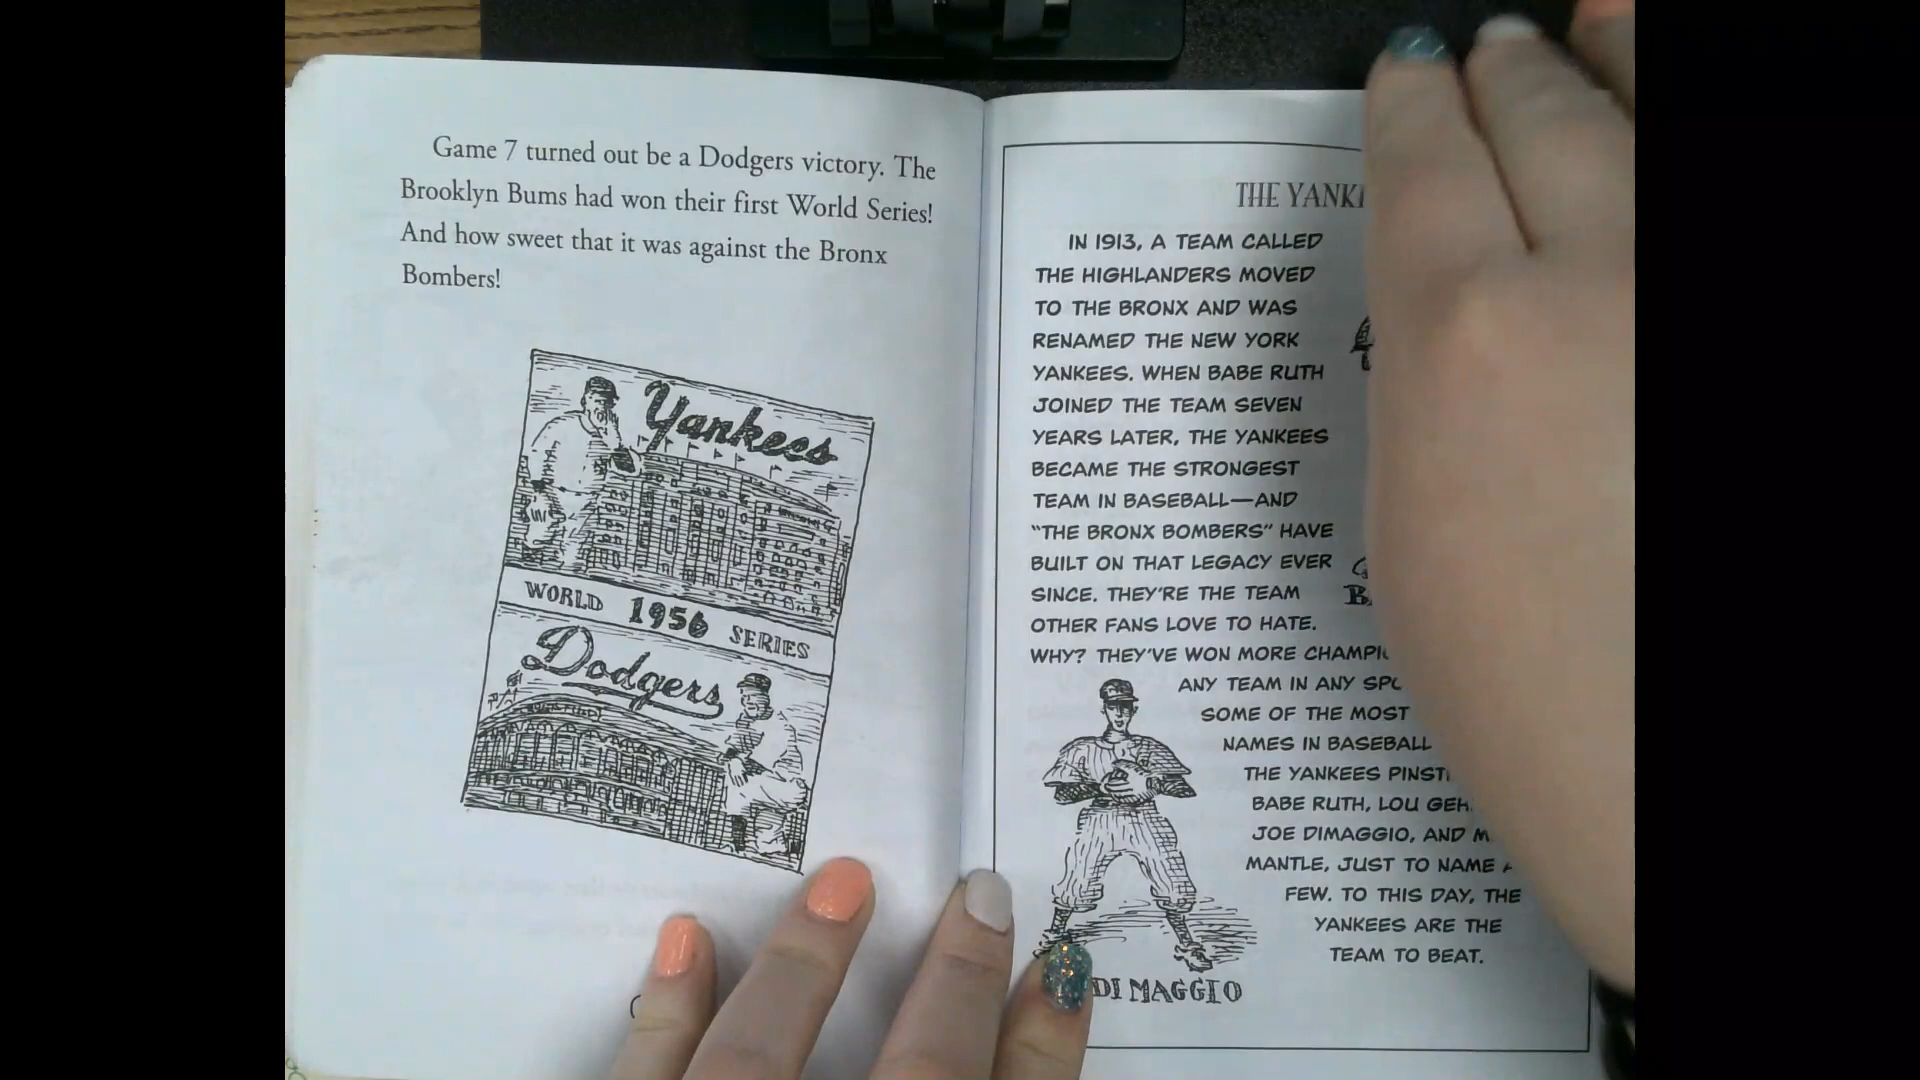 Game 7 turned out be a Dodgers victory. The
Brooklyn Bums had won their first World Series!
And how sweet that it was against the Bronx
Bombers!
Yankees
WORLD 1956 SERIES
Dodgers
THE
IN 1913, A TEAM CALLED
THE HIGHLANDERS MOVED
TO THE BRONX AND WAS
RENAMED THE NEW YORK
YANKEES. WHEN BABE RUTH
JOINED THE TEAM SEVEN
YEARS LATER, THE YANKEES
BECAME THE STRONGEST
TEAM IN BASEBALL—AND
“THE BRONX BOMBERS” HAVE
BUILT ON THAT LEGACY EVER
SINCE. THEY’RE THE TEAM
OTHER FANS LOVE TO HATE.
WHY? THEY’VE WON MORE
ANY TEAM IN ANY
SOME OF THE MOST
NAMES IN BASEBALL
THE YANKEES
BABE RUTH, LOU
JOE DIMAGGIO, AND
MANTLE, JUST TO NAME A
FEW. TO THIS DAY, THE
YANKEES ARE THE
TEAM TO BEAT.
DI MAGGIO